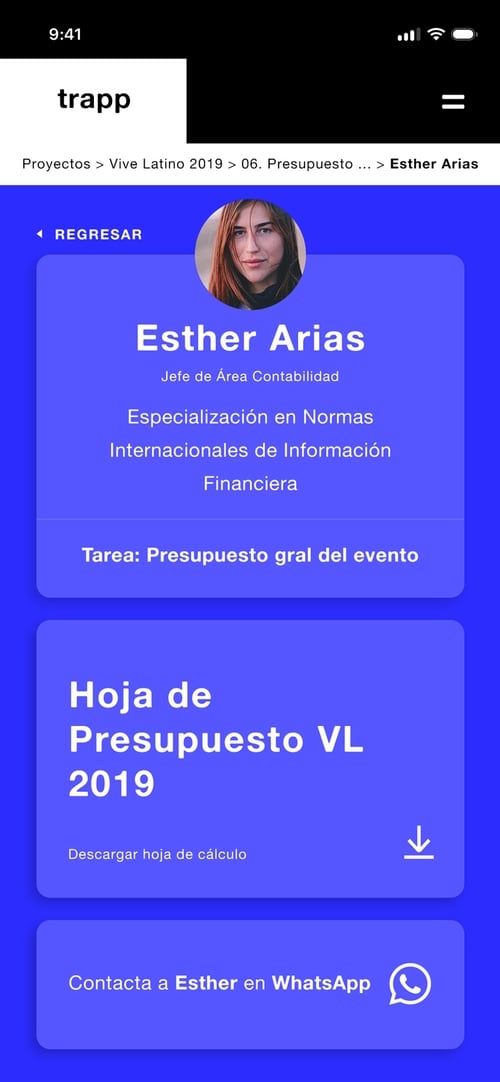 9:41
trapp
Proyectos > Vive Latino 2019 > 06. Presupuesto ... > Esther Arias
REGRESAR
Esther Arias
Jefe de Área Contabilidad
Especialización en Normas
Internacionales de Información
Financiera
Tarea: Presupuesto gral del evento
Hoja de
Presupuesto VL
2019
Descargar hoja de cálculo
Contacta a Esther en WhatsApp